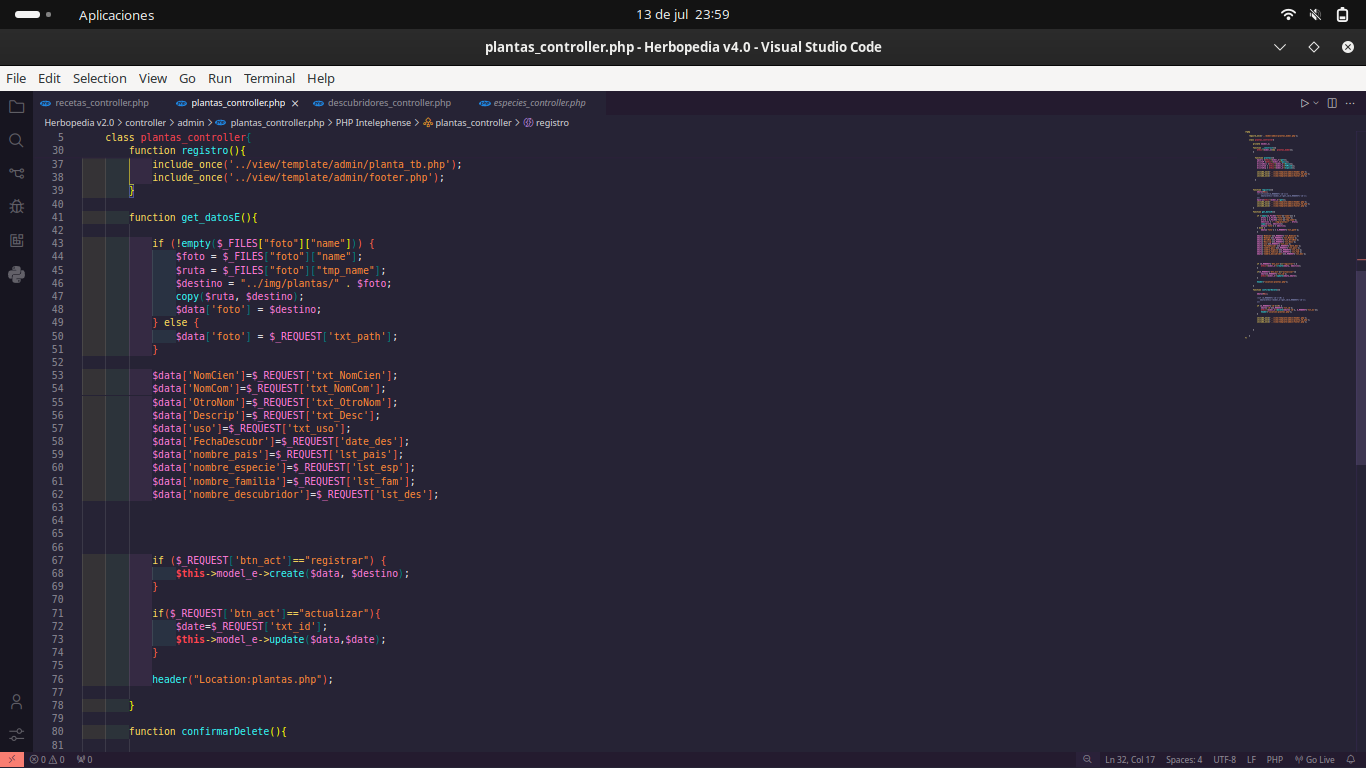 Aplicaciones
13 de jul 23:59
plantas_controller.php - Herbopedia v4.0 - Visual Studio Code
File Edit Selection View Go Run Terminal Help
recetas_controller.php plantas_controller.php descubridores_controller.php especies_controller.php
Herbopedia v2.0 > controller > admin > plantas_controller.php > PHP Intelephense > plantas_controller > registro
5 class plantas_controller{
30 function registro(){
37 include_once('../view/template/admin/planta_tb.php');
38 include_once('../view/template/admin/footer.php');
39 }
40
41 function get_datosE(){
42
43 if (!empty($_FILES["foto"]["name"])) {
44 $foto = $_FILES["foto"]["name"];
45 $ruta = $_FILES["foto"]["tmp_name"];
46 $destino = "../img/plantas/" . $foto;
47 copy($ruta, $destino);
48 $data['foto'] = $destino;
49 } else {
50 $data['foto'] = $_REQUEST['txt_path'];
51 }
52
53 $data['NomCien']=$_REQUEST['txt_NomCien'];
54 $data['NomCom']=$_REQUEST['txt_NomCom'];
55 $data['OtroNom']=$_REQUEST['txt_OtroNom'];
56 $data['Descrip']=$_REQUEST['txt_Desc'];
57 $data['uso']=$_REQUEST['txt_uso'];
58 $data['FechaDescubr']=$_REQUEST['date_des'];
59 $data['nombre_pais']=$_REQUEST['lst_pais'];
60 $data['nombre_especie']=$_REQUEST['lst_esp'];
61 $data['nombre_familia']=$_REQUEST['lst_fam'];
62 $data['nombre_descubridor']=$_REQUEST['lst_des'];
63
64
65
66
67 if ($_REQUEST['btn_act']=="registrar") {
68 $this->model_e->create($data, $destino);
69 }
70
71 if($_REQUEST['btn_act']=="actualizar"){
72 $date=$_REQUEST['txt_id'];
73 $this->model_e->update($data,$date);
74 }
75
76 header("Location:plantas.php");
77
78 }
79
80 function confirmarDelete(){
81
0 0 0 Ln 32, Col 17 Spaces: 4 UTF-8 LF PHP Go Live